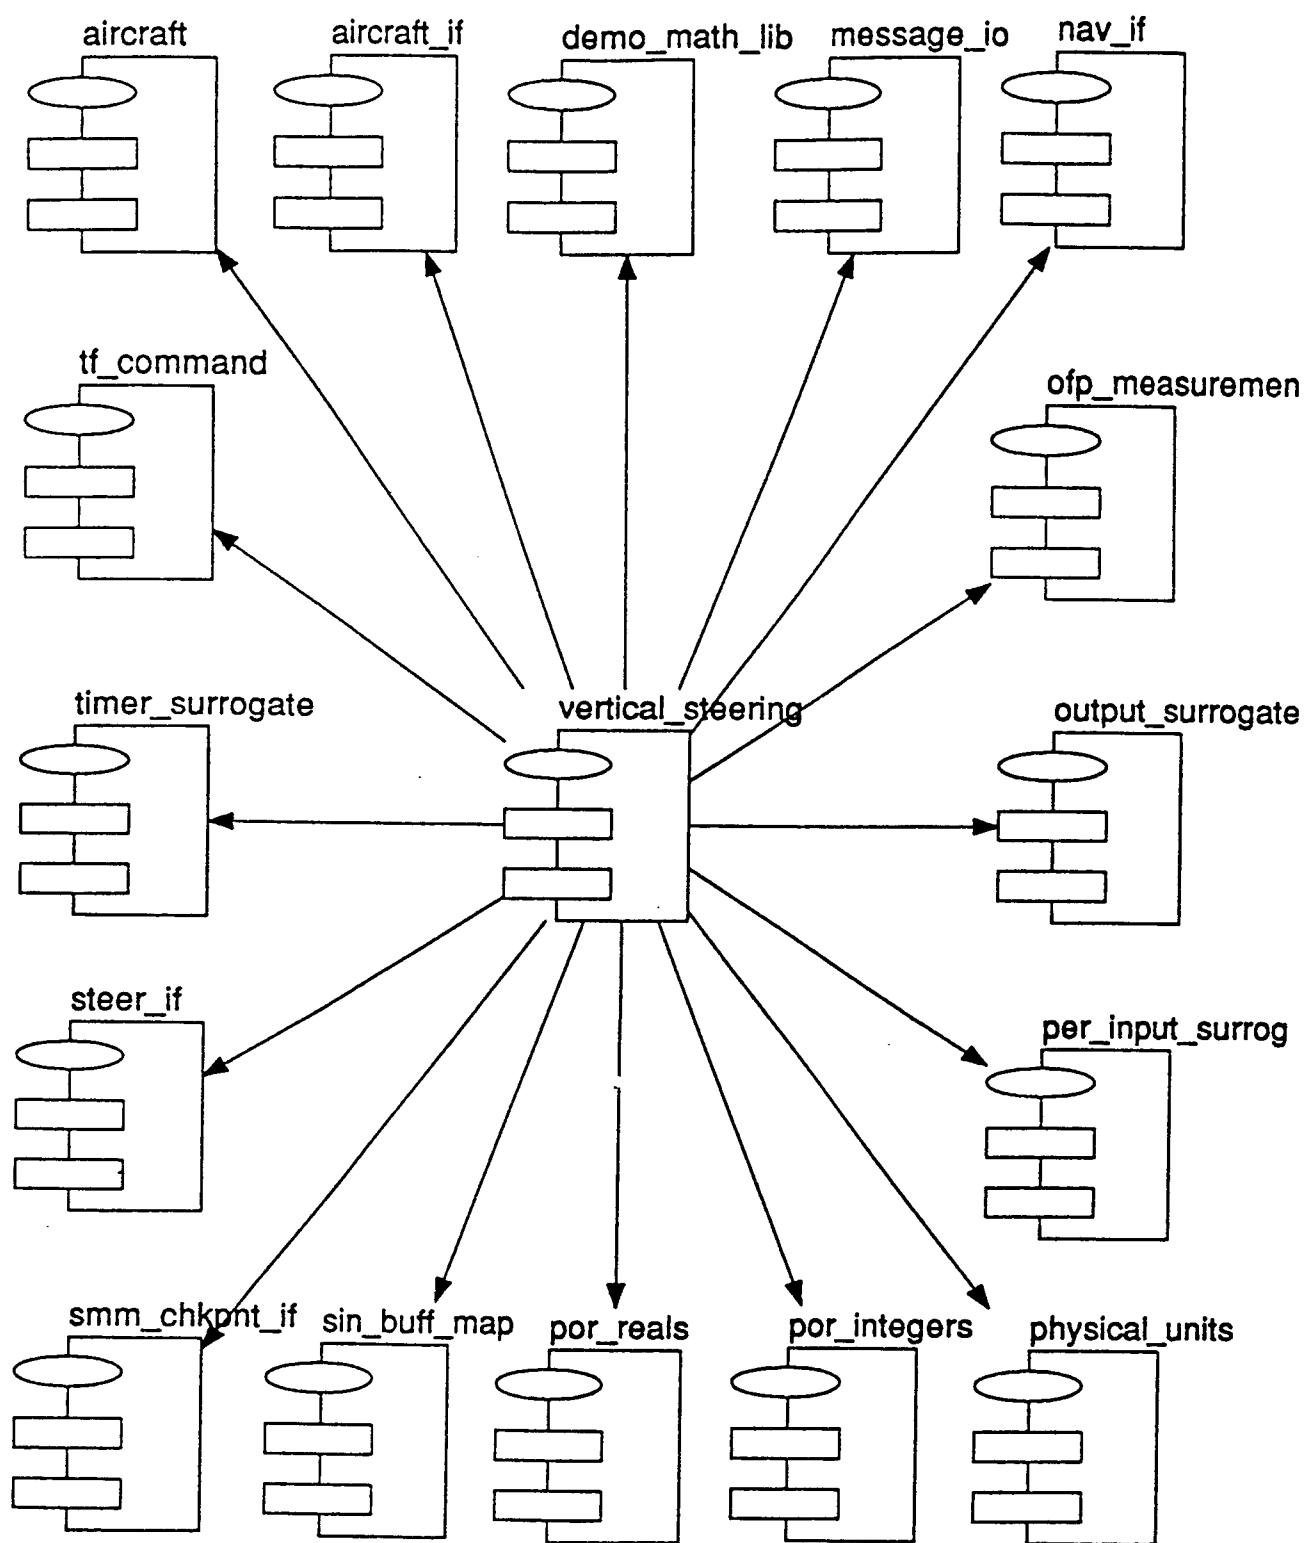 aircraft
aircraft_if
demo_math_lib
message_io
nav_if
tf_command
ofp_measuremen
timer_surrogate
vertical_steering
output_surrogate
steer_if
per_input_surrog
smm_chkpnt_if
sin_buff_map
por_reals
por_integers
physical_units